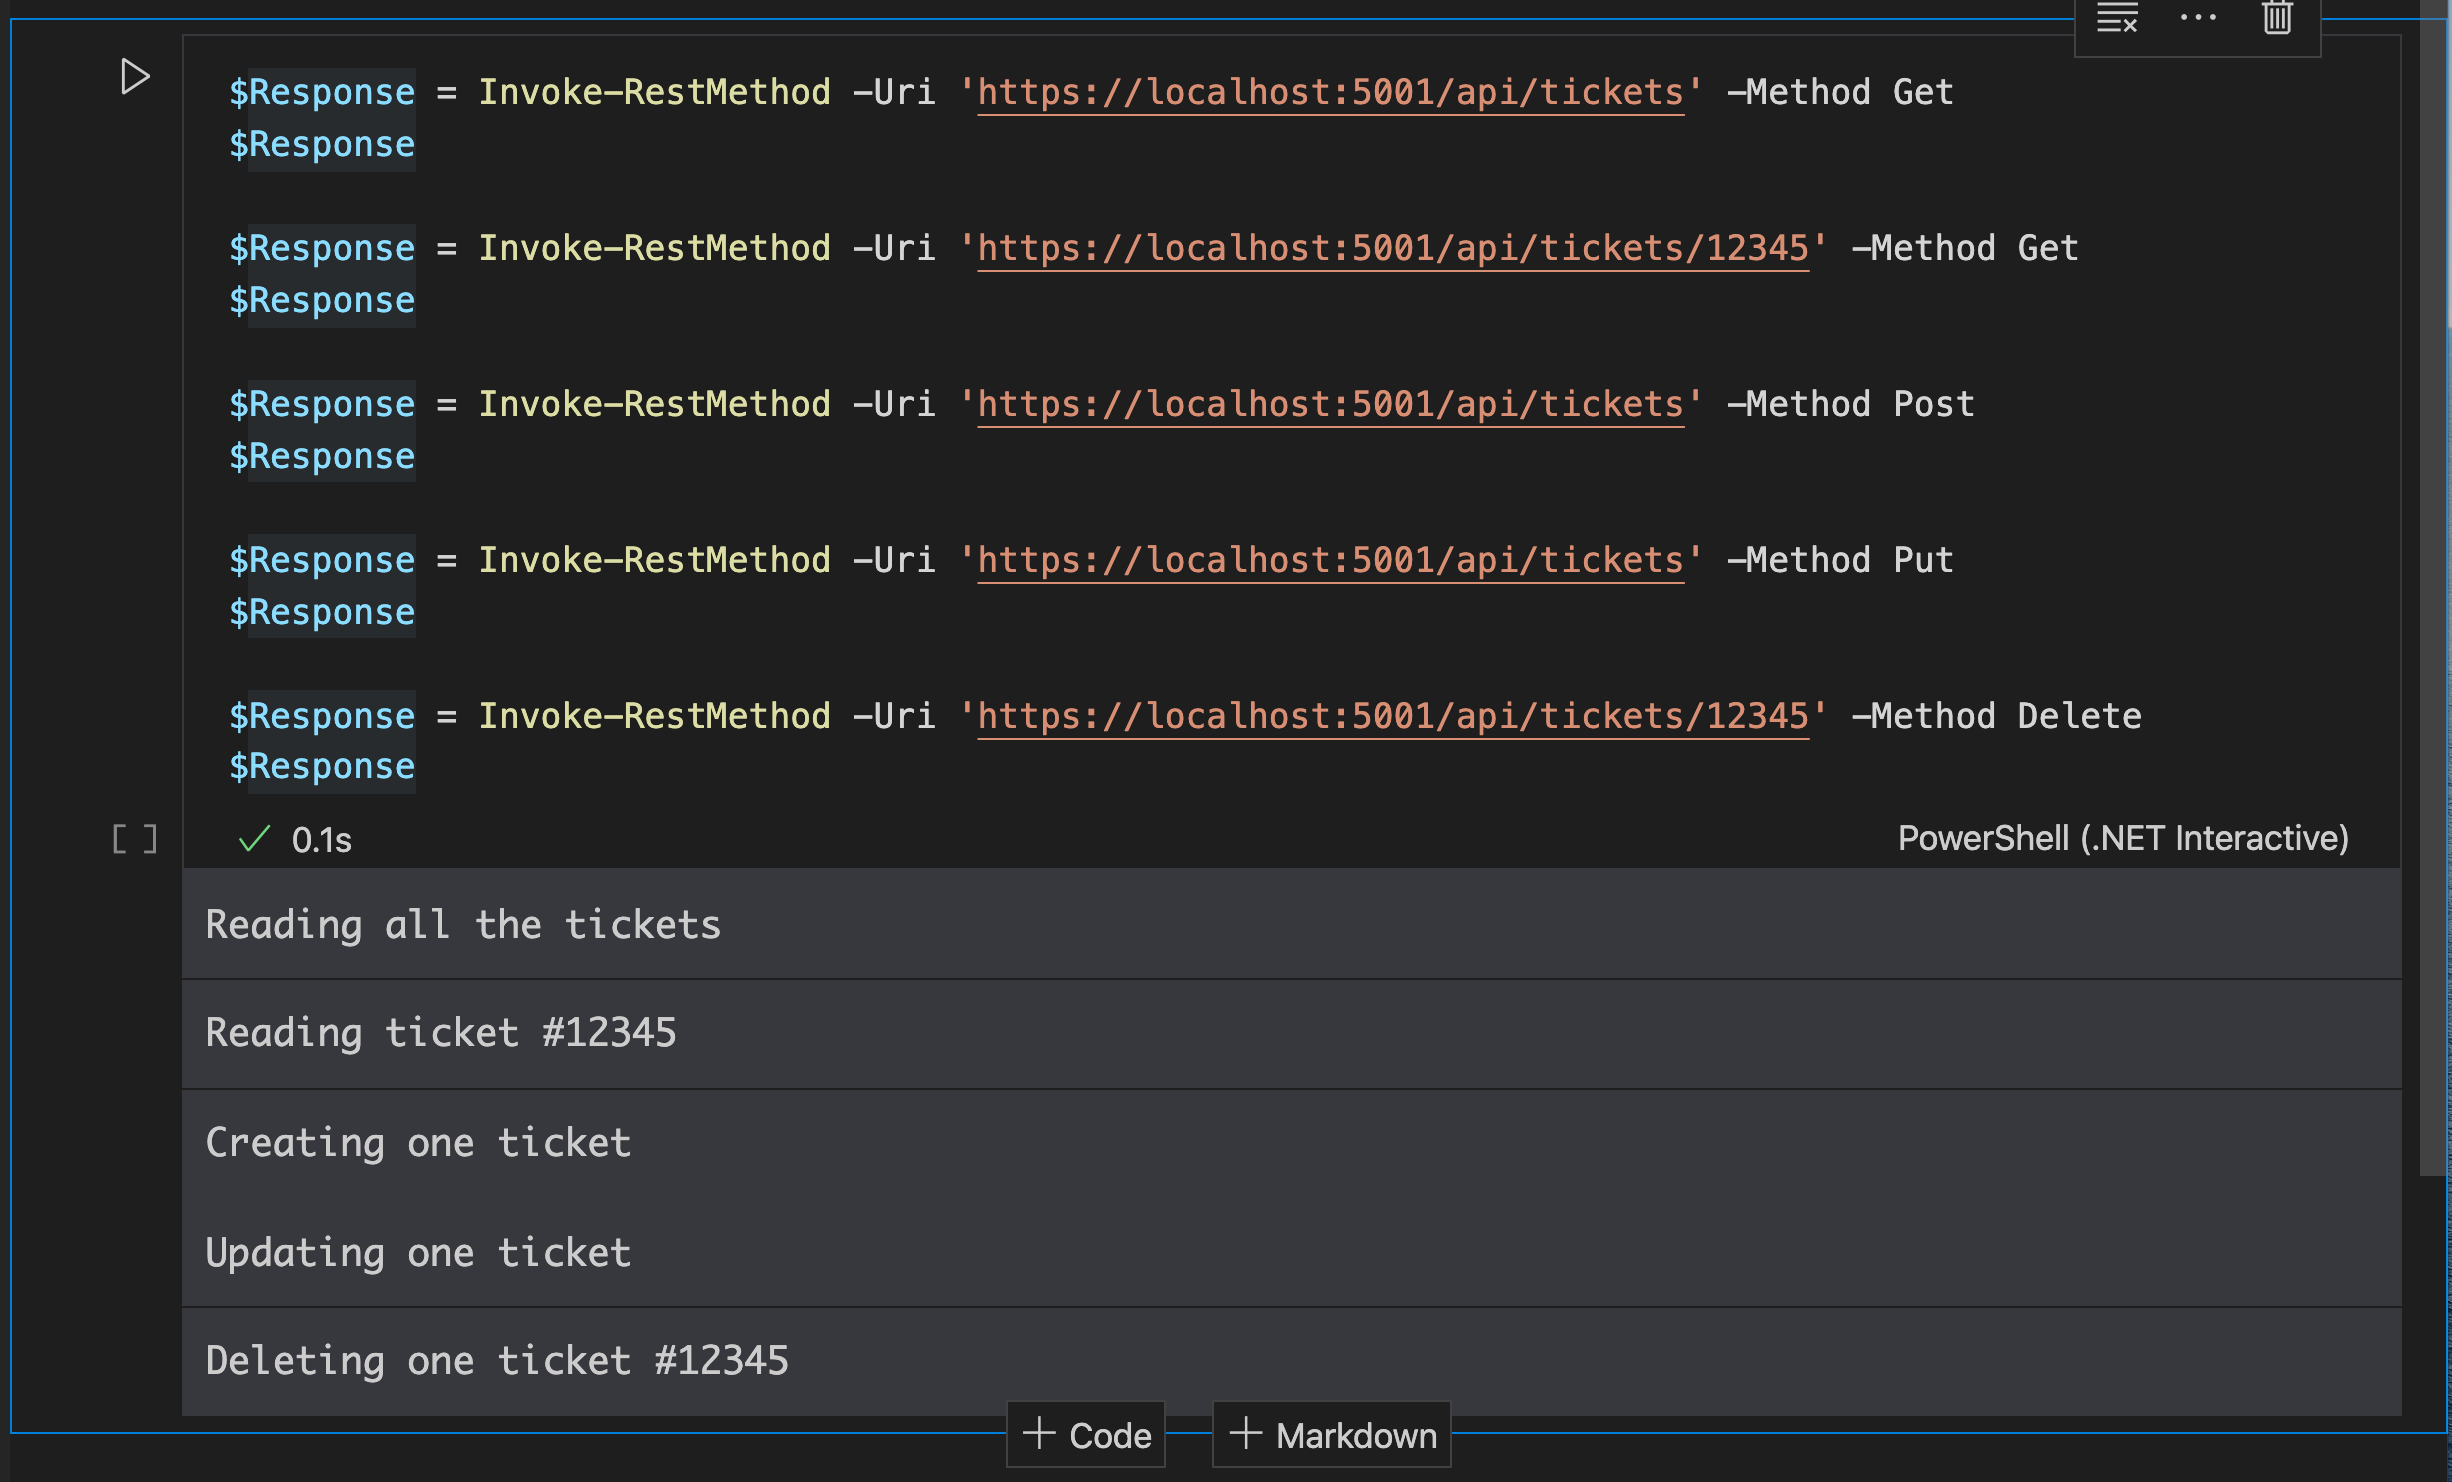 $Response = Invoke-RestMethod -Uri 'https://localhost:5001/api/tickets' -Method Get
$Response
$Response = Invoke-RestMethod -Uri 'https://localhost:5001/api/tickets/12345' -Method Get
$Response
$Response = Invoke-RestMethod -Uri 'https://localhost:5001/api/tickets' -Method Post
$Response
$Response = Invoke-RestMethod -Uri 'https://localhost:5001/api/tickets' -Method Put
$Response
$Response = Invoke-RestMethod -Uri 'https://localhost:5001/api/tickets/12345' -Method Delete
$Response
[ ] 0.1s PowerShell (.NET Interactive)
Reading all the tickets
Reading ticket #12345
Creating one ticket
Updating one ticket
Deleting one ticket #12345
+ Code + Markdown